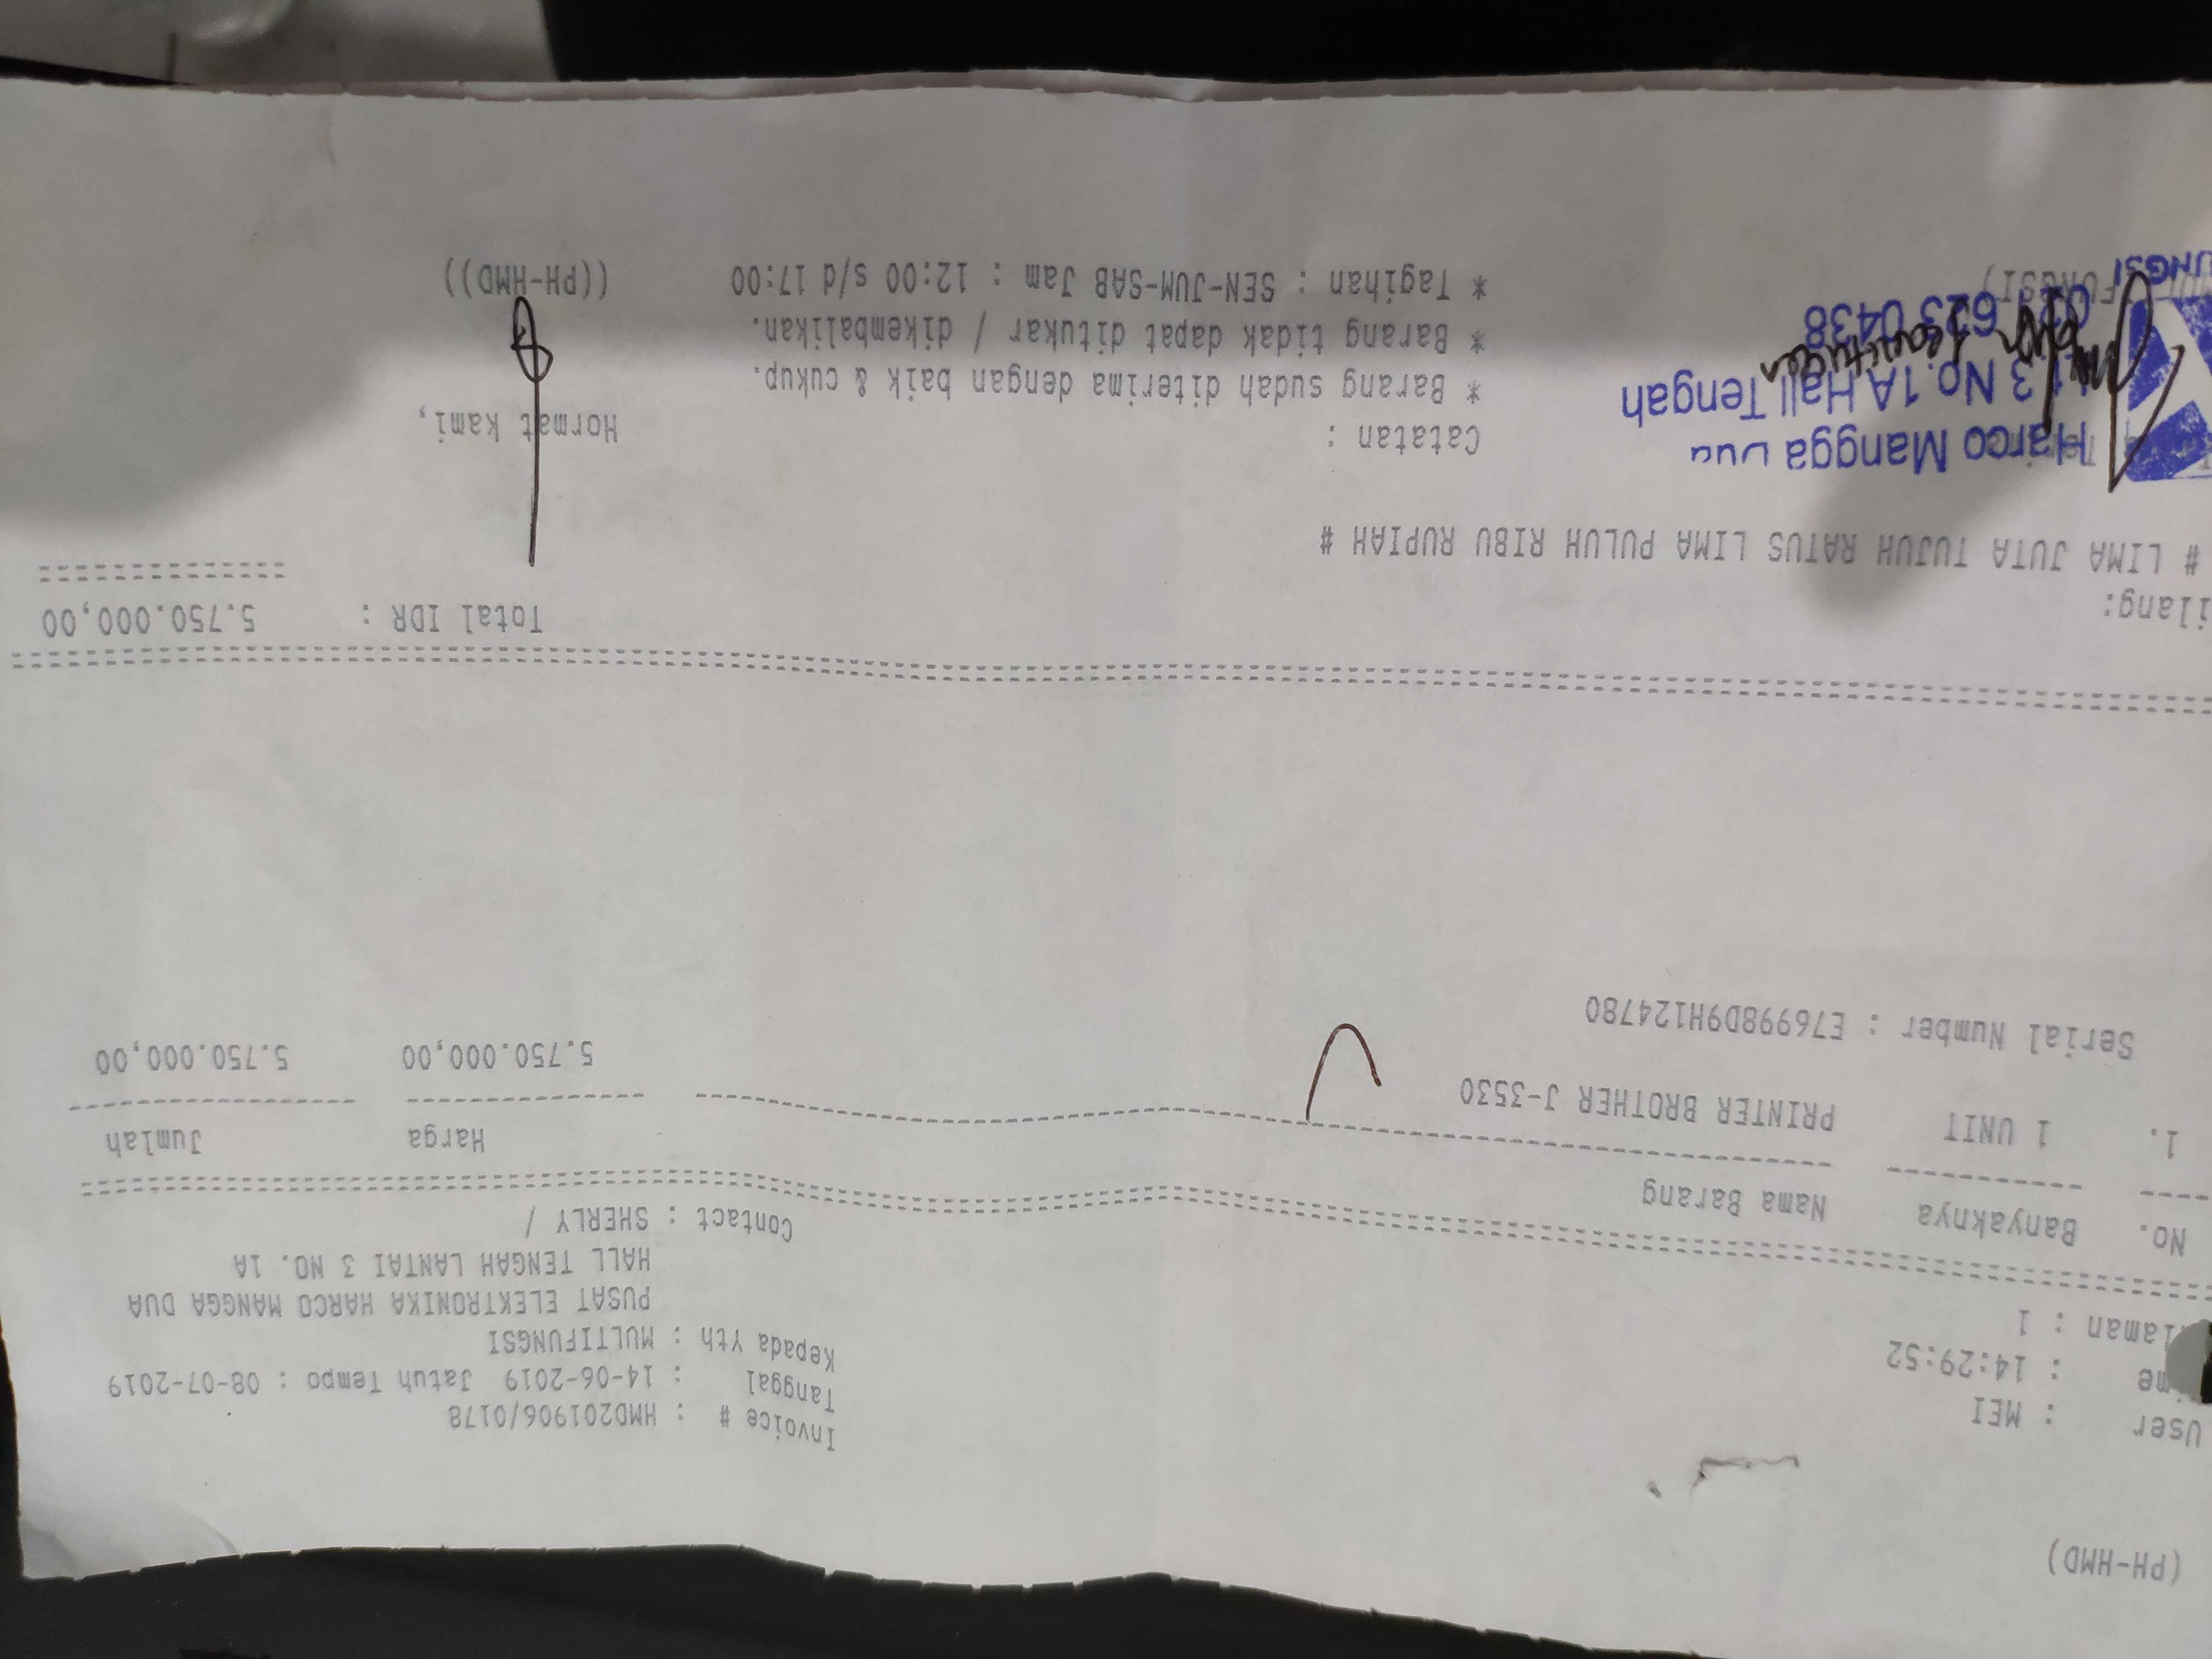 (PH-HMD)
User : MEI
: 14:29:52
: 1
Invoice # : HMD201906/0178
Tanggal : 14-06-2019 Jatuh Tempo : 08-07-2019
Kepada Yth : MULTIFUNGSI
PUSAT ELEKTRONIKA HARCO MANGGA DUA
HALL TENGAH LANTAI 3 NO. 1A
Contact : SHERLY /
No. Banyaknya Nama Barang Harga Jumlah
1. 1 UNIT PRINTER BROTHER J-3530 5.750.000,00 5.750.000,00
Serial Number : E76998D9H124780
ilang:
Total IDR : 5.750.000,00
# LIMA JUTA TUJUH RATUS LIMA PULUH RIBU RUPIAH #
Harco Mangga Dua
3 No.1A Hall Tengah
623 0438
UNGSI
Catatan :
* Barang sudah diterima dengan baik & cukup.
* Barang tidak dapat ditukar / dikembalikan.
* Tagihan : SEN-JUM-SAB Jam : 12:00 s/d 17:00
Hormat kami,
((PH-HMD))